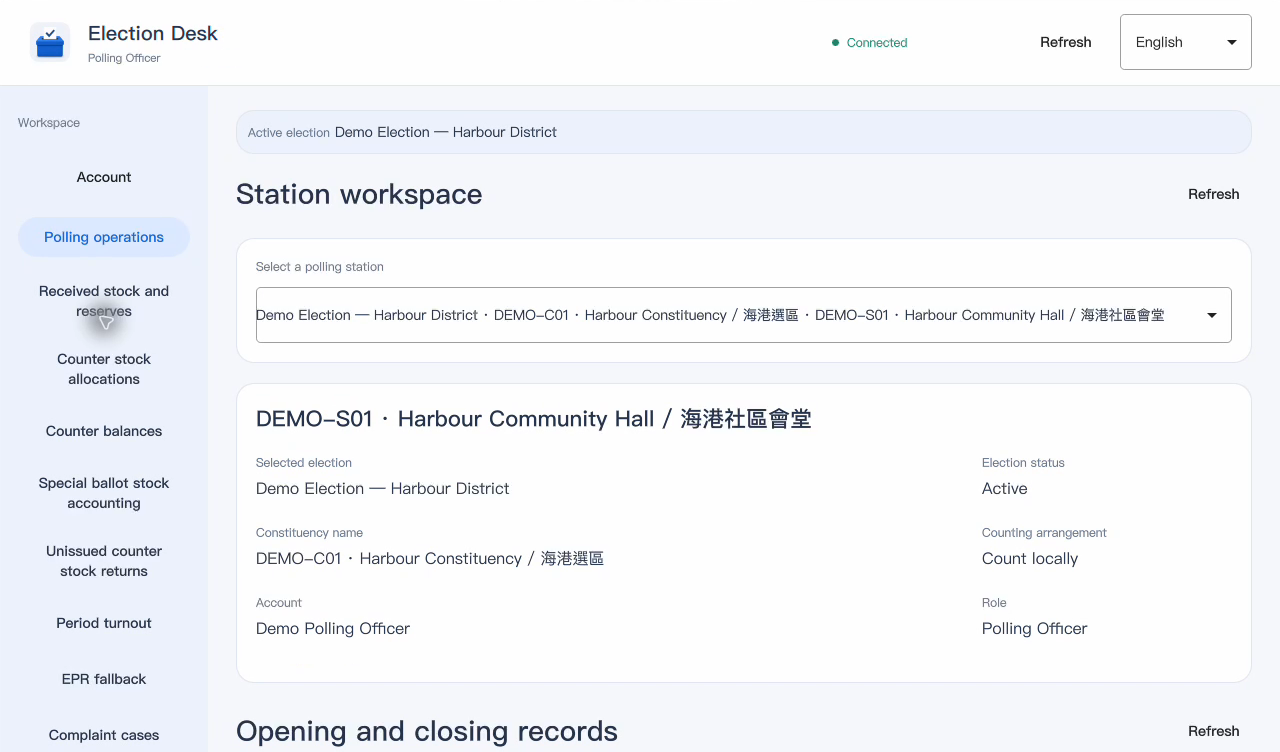 Election Desk
Polling Officer
Connected
Refresh
English
Workspace
Account
Polling operations
Received stock and
reserves
Counter stock
allocations
Counter balances
Special ballot stock
accounting
Unissued counter
stock returns
Period turnout
EPR fallback
Complaint cases
Active election Demo Election — Harbour District
Station workspace
Refresh
Select a polling station
Demo Election — Harbour District · DEMO-C01 · Harbour Constituency / 海港選區 · DEMO-S01 · Harbour Community Hall / 海港社區會堂
DEMO-S01 · Harbour Community Hall / 海港社區會堂
Selected election
Demo Election — Harbour District
Election status
Active
Constituency name
DEMO-C01 · Harbour Constituency / 海港選區
Counting arrangement
Count locally
Account
Demo Polling Officer
Role
Polling Officer
Opening and closing records
Refresh